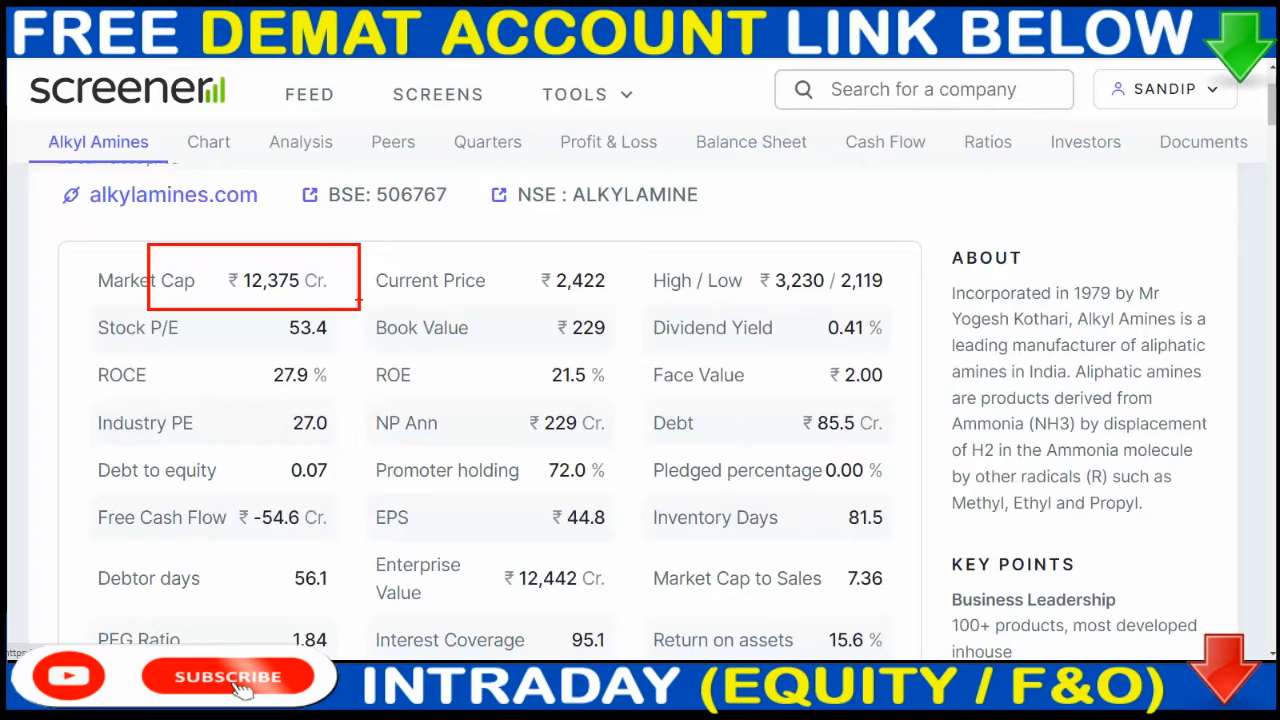 FREE DEMAT ACCOUNT LINK BELOW
screener FEED SCREENS TOOLS Search for a company SANDIP
Alkyl Amines Chart Analysis Peers Quarters Profit & Loss Balance Sheet Cash Flow Ratios Investors Documents
alkylamines.com BSE: 506767 NSE : ALKYLAMINE
Market Cap ₹ 12,375 Cr. Current Price ₹ 2,422 High / Low ₹ 3,230 / 2,119
Stock P/E 53.4 Book Value ₹ 229 Dividend Yield 0.41 %
ROCE 27.9 % ROE 21.5 % Face Value ₹ 2.00
Industry PE 27.0 NP Ann ₹ 229 Cr. Debt ₹ 85.5 Cr.
Debt to equity 0.07 Promoter holding 72.0 % Pledged percentage 0.00 %
Free Cash Flow ₹ -54.6 Cr. EPS ₹ 44.8 Inventory Days 81.5
Debtor days 56.1 Enterprise Value ₹ 12,442 Cr. Market Cap to Sales 7.36
PEG Ratio 1.84 Interest Coverage 95.1 Return on assets 15.6 %
ABOUT
Incorporated in 1979 by Mr
Yogesh Kothari, Alkyl Amines is a
leading manufacturer of aliphatic
amines in India. Aliphatic amines
are products derived from
Ammonia (NH3) by displacement
of H2 in the Ammonia molecule
by other radicals (R) such as
Methyl, Ethyl and Propyl.
KEY POINTS
Business Leadership
100+ products, most developed
inhouse
SUBSCRIBE
INTRADAY (EQUITY / F&O)